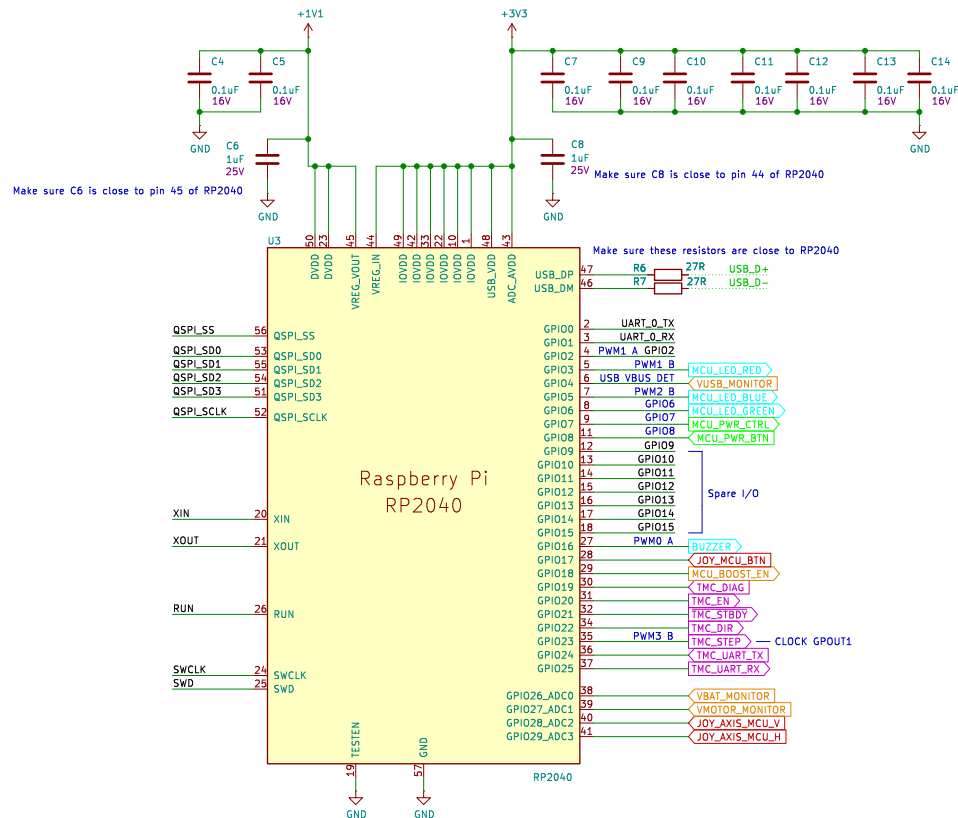 +1V1
+3V3
C4
0.1uF
16V
C5
0.1uF
16V
C7
0.1uF
16V
C9
0.1uF
16V
C10
0.1uF
16V
C11
0.1uF
16V
C12
0.1uF
16V
C13
0.1uF
16V
C14
0.1uF
16V
GND
GND
C6
1uF
25V
C8
1uF
25V
Make sure C6 is close to pin 45 of RP2040
Make sure C8 is close to pin 44 of RP2040
GND
GND
U3
50 DVDD
23 DVDD
45 VREG_VOUT
44 VREG_IN
49 IOVDD
42 IOVDD
33 IOVDD
22 IOVDD
10 IOVDD
1 IOVDD
48 USB_VDD
43 ADC_AVDD
Make sure these resistors are close to RP2040
USB_DP 47 R6 27R USB_D+
USB_DM 46 R7 27R USB_D-
QSPI_SS 56 QSPI_SS
QSPI_SD0 53 QSPI_SD0
QSPI_SD1 55 QSPI_SD1
QSPI_SD2 54 QSPI_SD2
QSPI_SD3 51 QSPI_SD3
QSPI_SCLK 52 QSPI_SCLK
XIN 20 XIN
XOUT 21 XOUT
RUN 26 RUN
SWCLK 24 SWCLK
SWD 25 SWD
Raspberry Pi
RP2040
GPIO0 2 UART_0_TX
GPIO1 3 UART_0_RX
GPIO2 4 PWM1 A GPIO2
GPIO3 5 PWM1 B MCU_LED_RED
GPIO4 6 USB VBUS DET VUSB_MONITOR
GPIO5 7 PWM2 B MCU_LED_BLUE
GPIO6 8 GPIO6 MCU_LED_GREEN
GPIO7 9 GPIO7 MCU_PWR_CTRL
GPIO8 11 GPIO8 MCU_PWR_BTN
GPIO9 12 GPIO9
GPIO10 13 GPIO10
GPIO11 14 GPIO11
GPIO12 15 GPIO12
GPIO13 16 GPIO13
GPIO14 17 GPIO14
GPIO15 18 GPIO15
Spare I/O
GPIO16 27 PWM0 A BUZZER
GPIO17 28 JOY_MCU_BTN
GPIO18 29 MCU_BOOST_EN
GPIO19 30 TMC_DIAG
GPIO20 31 TMC_EN
GPIO21 32 TMC_STBDY
GPIO22 34 TMC_DIR
GPIO23 35 PWM3 B TMC_STEP CLOCK GPOUT1
GPIO24 36 TMC_UART_TX
GPIO25 37 TMC_UART_RX
GPIO26_ADC0 38 VBAT_MONITOR
GPIO27_ADC1 39 VMOTOR_MONITOR
GPIO28_ADC2 40 JOY_AXIS_MCU_V
GPIO29_ADC3 41 JOY_AXIS_MCU_H
TESTEN 19
GND 57
RP2040
GND
GND